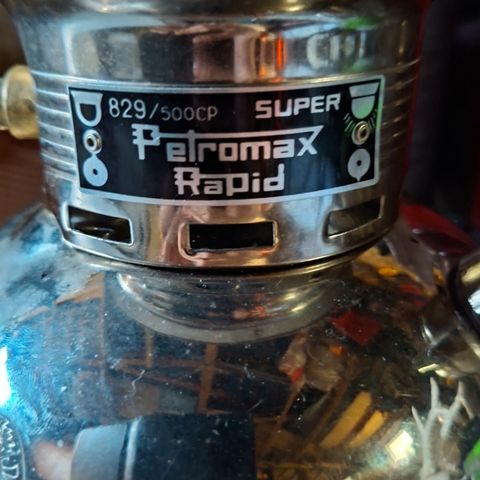 829/500CP SUPER
Petromax
Rapid